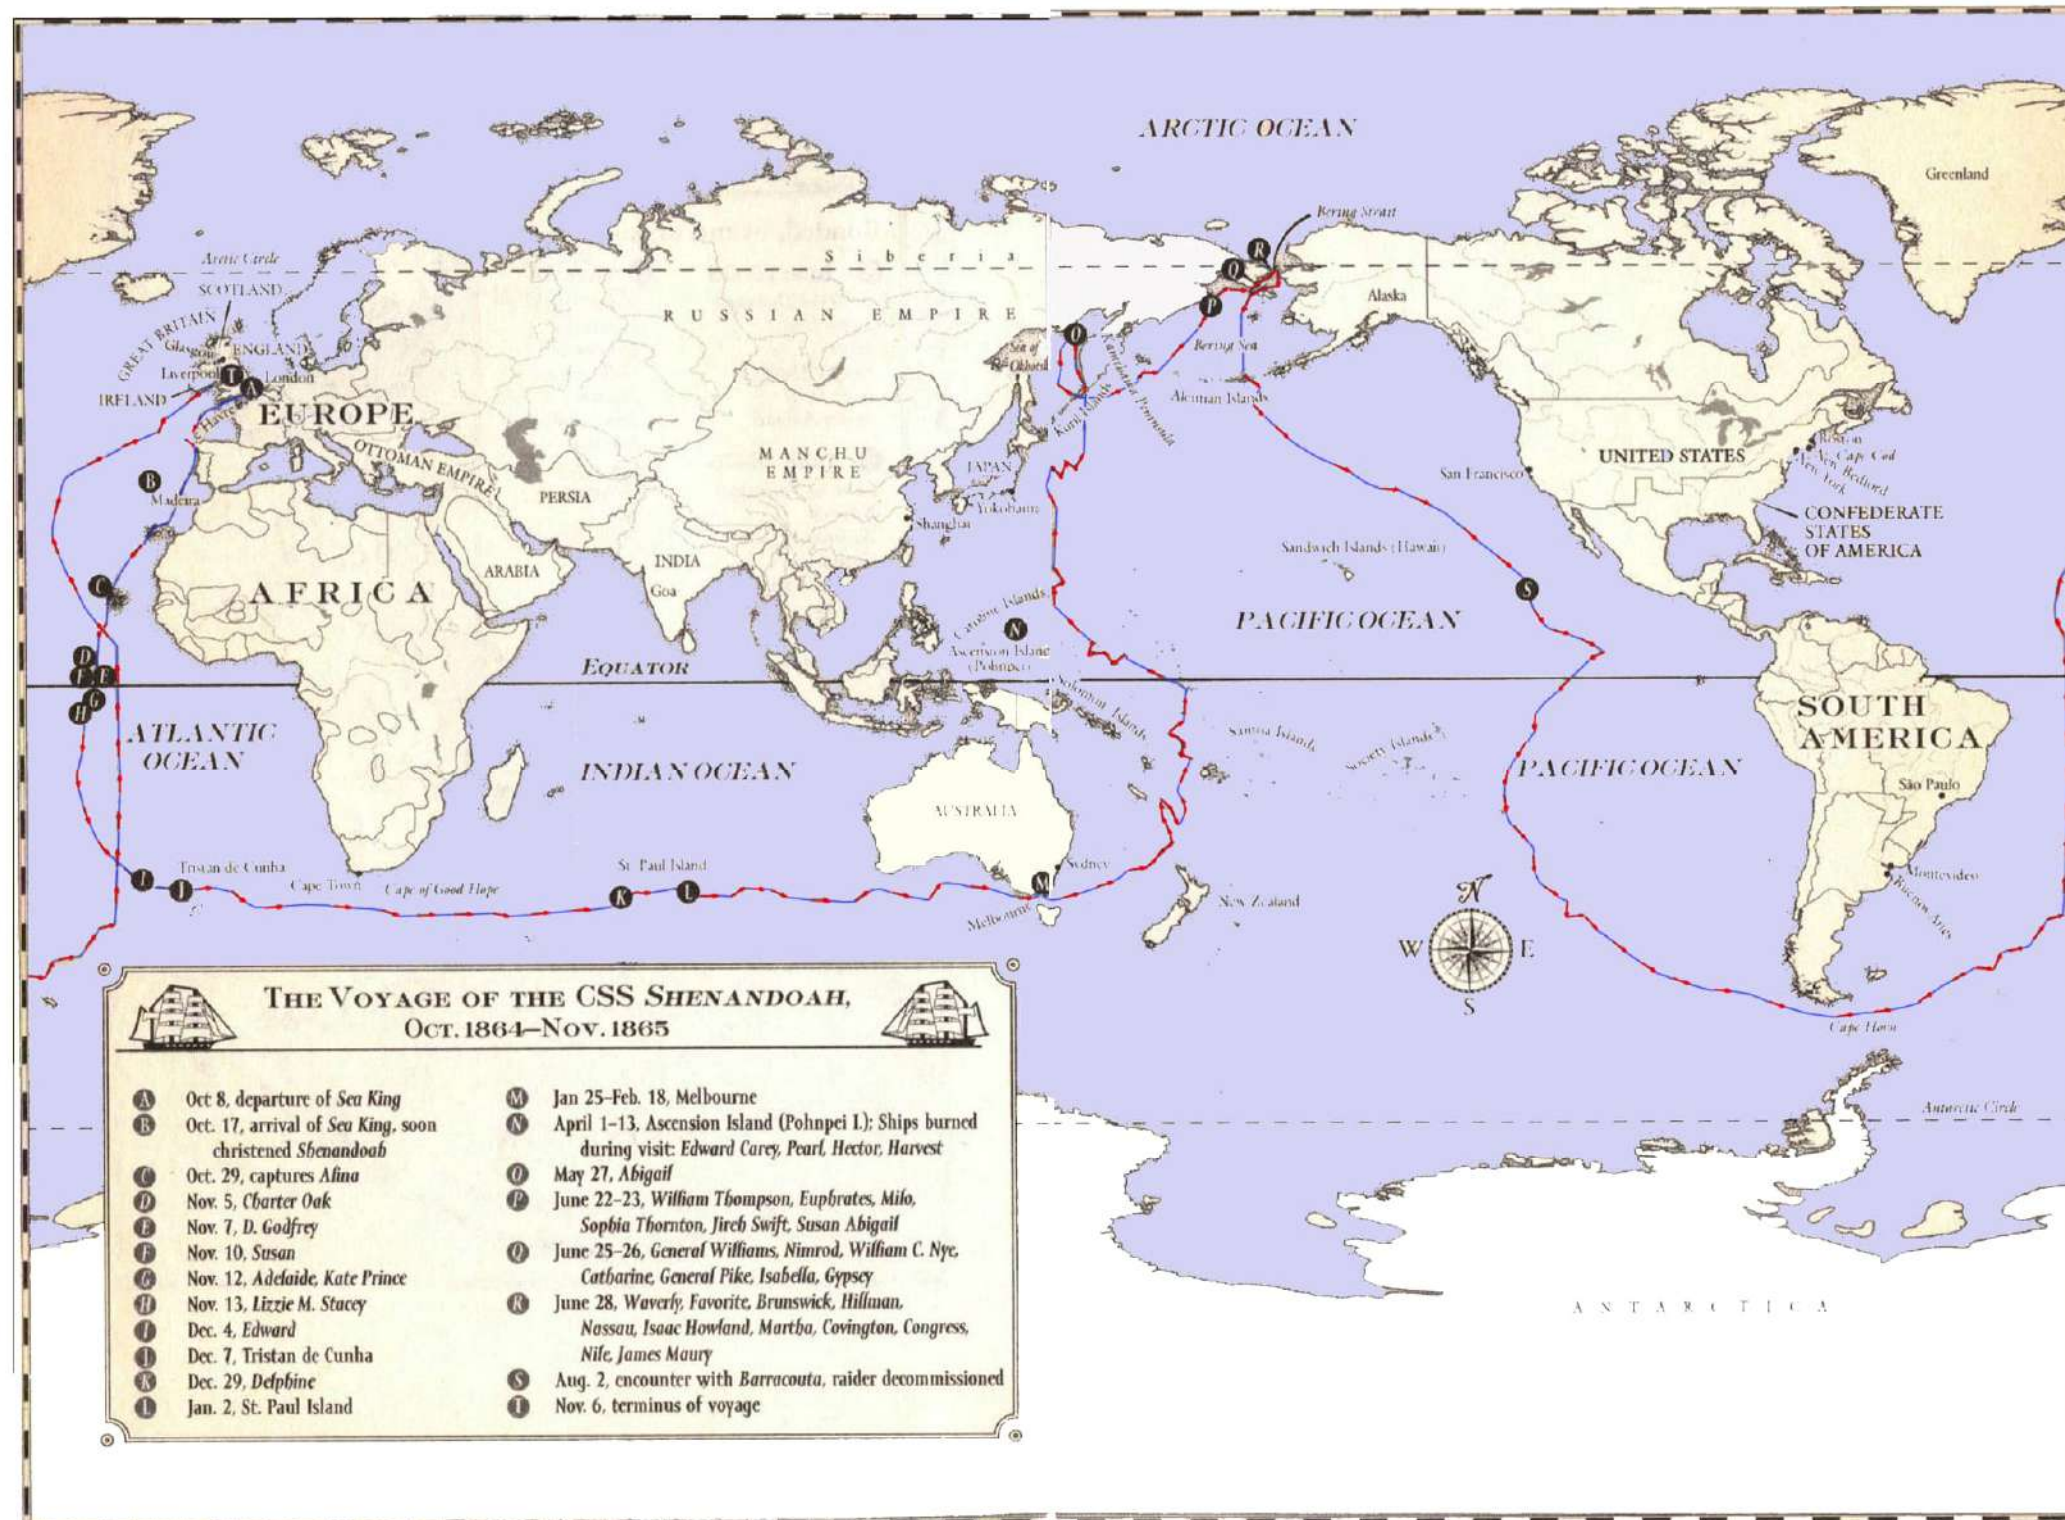 ARCTIC OCEAN
Greenland
Bering Strait
Arctic Circle
Siberia
SCOTLAND
Alaska
RUSSIAN EMPIRE
GREAT BRITAIN
Glasgow
ENGLAND
Sea of
Okhotsk
Kamchatka Peninsula
Bering Sea
Liverpool
London
IRELAND
Havre
EUROPE
Kuril Islands
Aleutian Islands
OTTOMAN EMPIRE
MANCHU
EMPIRE
JAPAN
UNITED STATES
Boston
Cape Cod
New Bedford
New York
San Francisco
Madeira
PERSIA
Yokohama
Shanghai
CONFEDERATE
STATES
OF AMERICA
Sandwich Islands (Hawaii)
INDIA
ARABIA
Goa
AFRICA
Caroline Islands
PACIFIC OCEAN
Ascension Island
(Pohnpei)
EQUATOR
Solomon Islands
SOUTH
AMERICA
ATLANTIC
OCEAN
Samoa Islands
Society Islands
INDIAN OCEAN
PACIFIC OCEAN
São Paulo
AUSTRALIA
Tristan de Cunha
St. Paul Island
Sydney
Cape Town
Cape of Good Hope
Montevideo
Buenos Aries
Melbourne
New Zealand
N
W
E
S
Cape Horn
Antarctic Circle
ANTARCTICA
THE VOYAGE OF THE CSS SHENANDOAH,
OCT. 1864–NOV. 1865
A Oct 8, departure of Sea King
B Oct. 17, arrival of Sea King, soon
christened Shenandoah
C Oct. 29, captures Alina
D Nov. 5, Charter Oak
E Nov. 7, D. Godfrey
F Nov. 10, Susan
G Nov. 12, Adelaide, Kate Prince
H Nov. 13, Lizzie M. Stacey
I Dec. 4, Edward
J Dec. 7, Tristan de Cunha
K Dec. 29, Delphine
L Jan. 2, St. Paul Island
M Jan 25–Feb. 18, Melbourne
N April 1–13, Ascension Island (Pohnpei I.); Ships burned
during visit: Edward Carey, Pearl, Hector, Harvest
O May 27, Abigail
P June 22–23, William Thompson, Euphrates, Milo,
Sophia Thornton, Jireh Swift, Susan Abigail
Q June 25–26, General Williams, Nimrod, William C. Nye,
Catharine, General Pike, Isabella, Gypsey
R June 28, Waverly, Favorite, Brunswick, Hillman,
Nassau, Isaac Howland, Martha, Covington, Congress,
Nile, James Maury
S Aug. 2, encounter with Barracouta, raider decommissioned
T Nov. 6, terminus of voyage